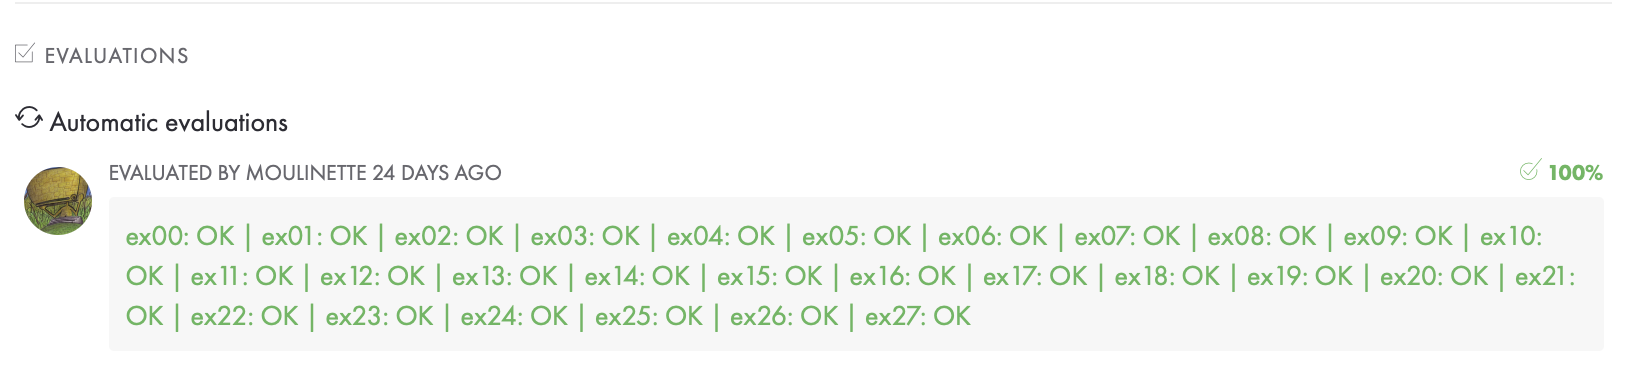 EVALUATIONS
Automatic evaluations
EVALUATED BY MOULINETTE 24 DAYS AGO
100%
ex00: OK | ex01: OK | ex02: OK | ex03: OK | ex04: OK | ex05: OK | ex06: OK | ex07: OK | ex08: OK | ex09: OK | ex10:
OK | ex11: OK | ex12: OK | ex13: OK | ex14: OK | ex15: OK | ex16: OK | ex17: OK | ex18: OK | ex19: OK | ex20: OK | ex21:
OK | ex22: OK | ex23: OK | ex24: OK | ex25: OK | ex26: OK | ex27: OK